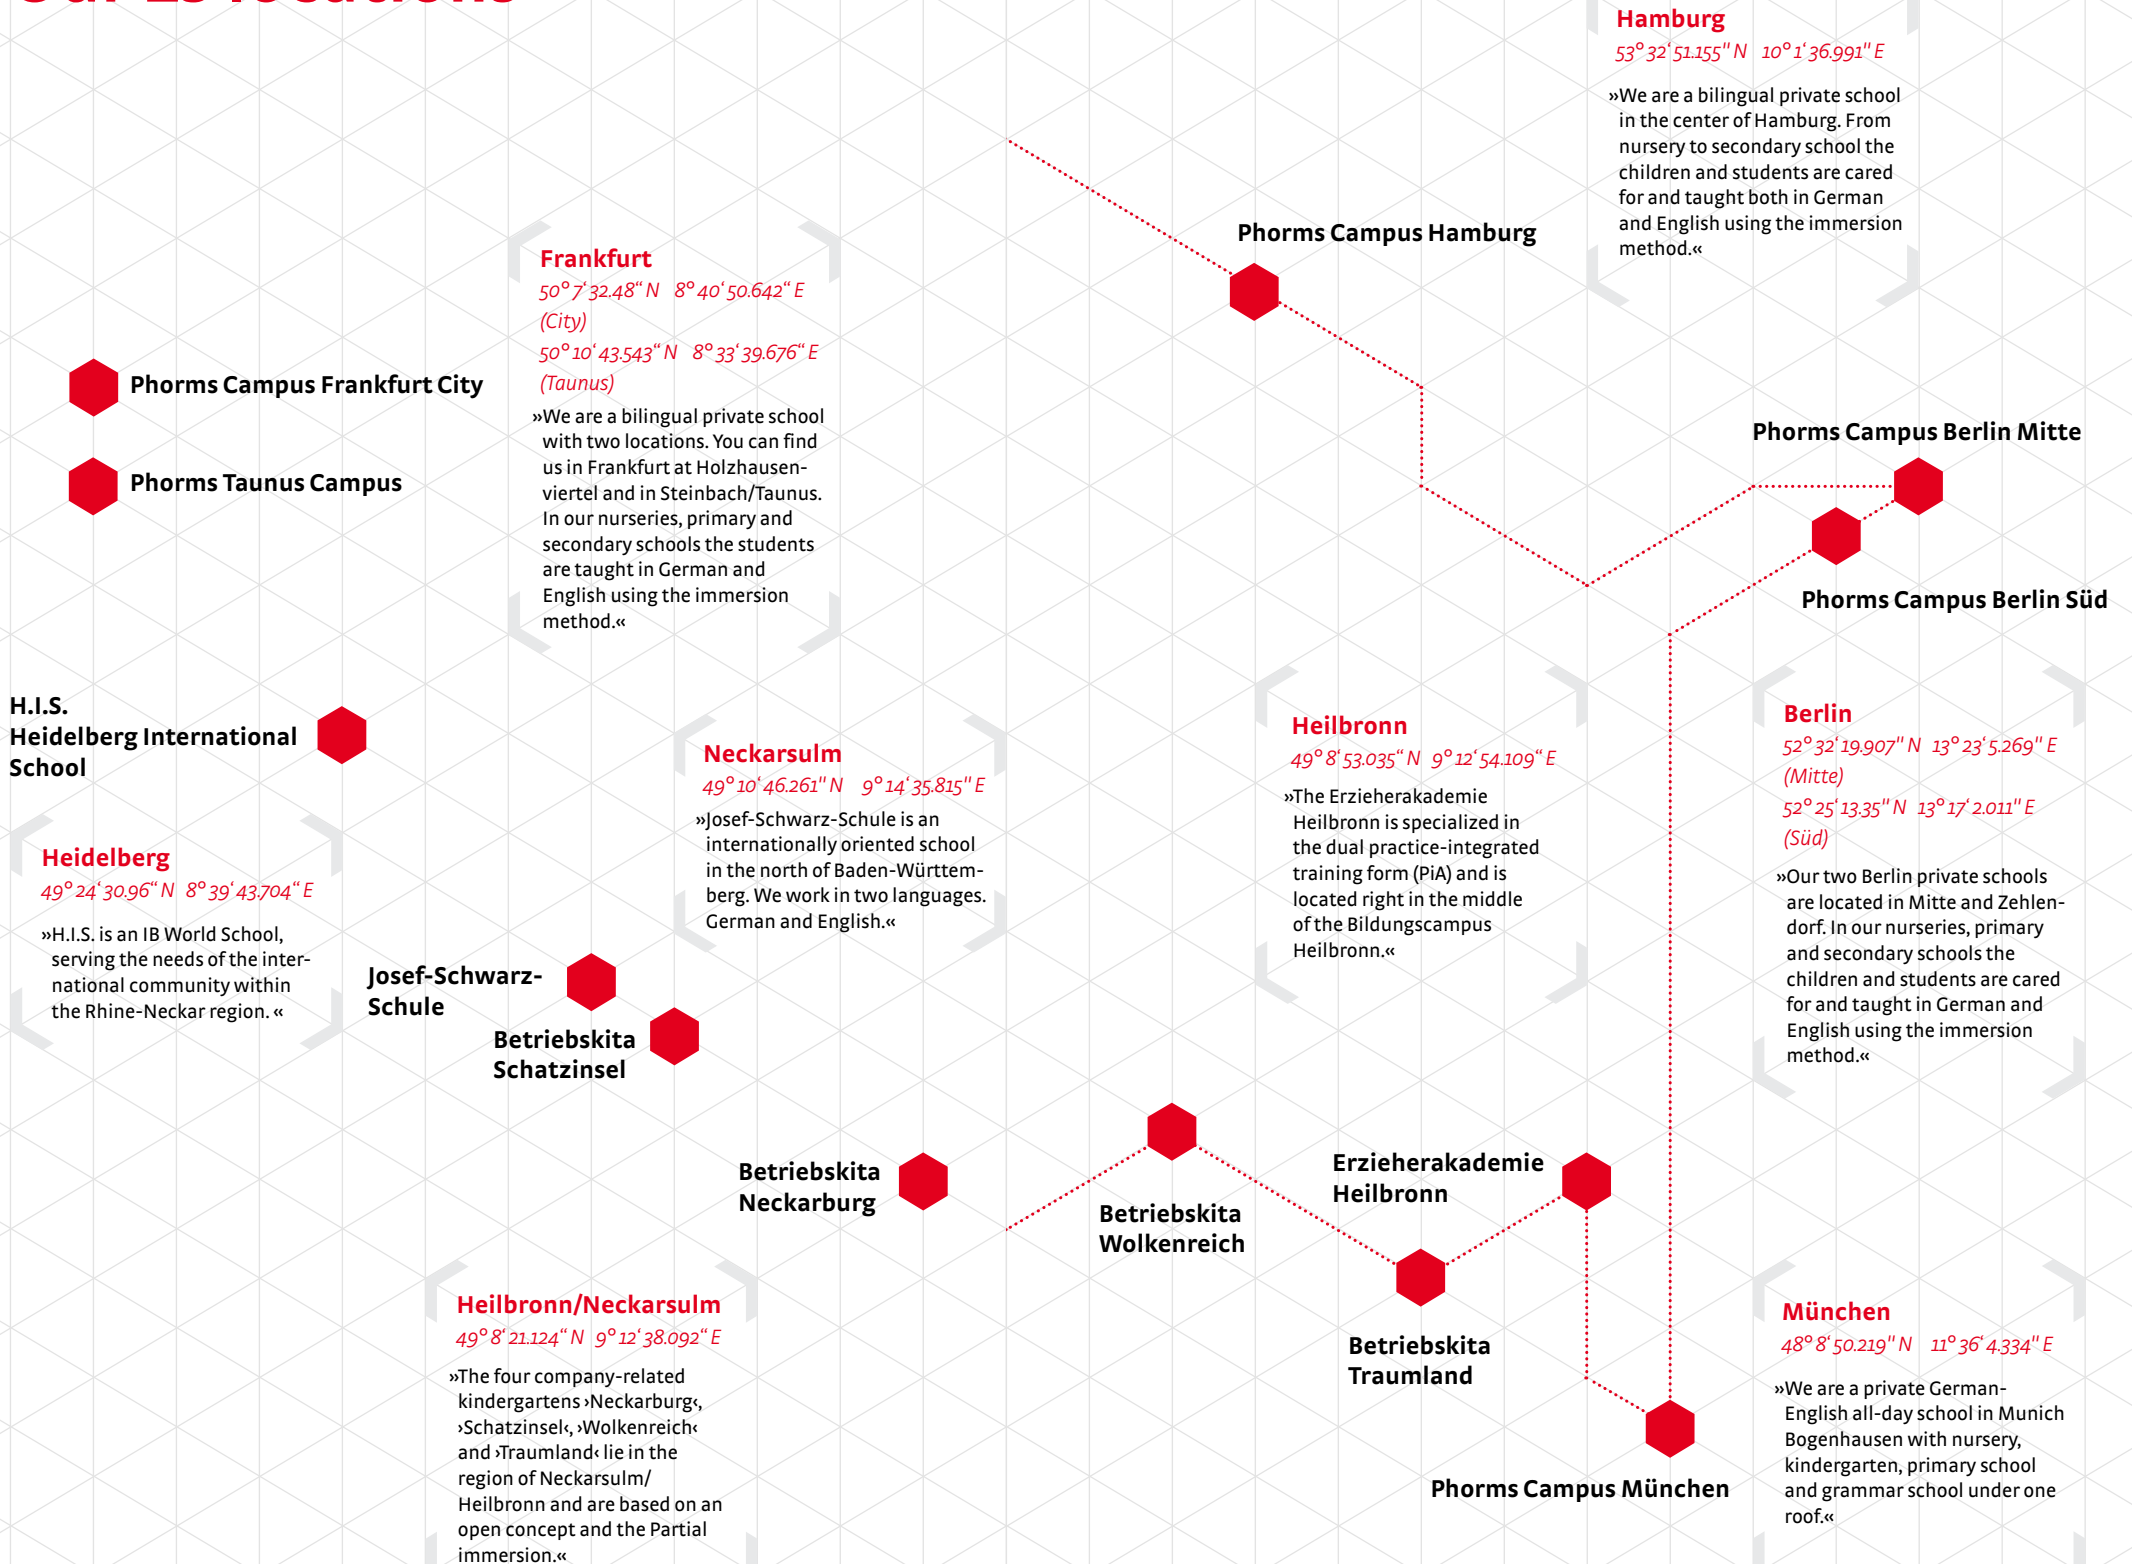 Hamburg
53° 32‘ 51.155" N 10° 1‘ 36.991" E
»We are a bilingual private school
in the center of Hamburg. From
nursery to secondary school the
children and students are cared
for and taught both in German
and English using the immersion
method.«
Phorms Campus Hamburg
Frankfurt
50° 7‘ 32.48“ N 8° 40‘ 50.642“ E
(City)
50° 10‘ 43.543“ N 8° 33‘ 39.676“ E
(Taunus)
»We are a bilingual private school
with two locations. You can find
us in Frankfurt at Holzhausen-
viertel and in Steinbach/Taunus.
In our nurseries, primary and
secondary schools the students
are taught in German and
English using the immersion
method.«
Phorms Campus Frankfurt City
Phorms Taunus Campus
Phorms Campus Berlin Mitte
Phorms Campus Berlin Süd
H.I.S.
Heidelberg International
School
Heidelberg
49° 24‘ 30.96“ N 8° 39‘ 43.704“ E
»H.I.S. is an IB World School,
serving the needs of the inter-
national community within
the Rhine-Neckar region. «
Neckarsulm
49° 10‘ 46.261" N 9° 14‘ 35.815" E
»Josef-Schwarz-Schule is an
internationally oriented school
in the north of Baden-Württem-
berg. We work in two languages.
German and English.«
Heilbronn
49° 8‘ 53.035“ N 9° 12‘ 54.109“ E
»The Erzieherakademie
Heilbronn is specialized in
the dual practice-integrated
training form (PiA) and is
located right in the middle
of the Bildungscampus
Heilbronn.«
Berlin
52° 32‘ 19.907" N 13° 23‘ 5.269" E
(Mitte)
52° 25‘ 13.35" N 13° 17‘ 2.011" E
(Süd)
»Our two Berlin private schools
are located in Mitte and Zehlen-
dorf. In our nurseries, primary
and secondary schools the
children and students are cared
for and taught in German and
English using the immersion
method.«
Josef-Schwarz-
Schule
Betriebskita
Schatzinsel
Betriebskita
Neckarburg
Betriebskita
Wolkenreich
Erzieherakademie
Heilbronn
Betriebskita
Traumland
Heilbronn/Neckarsulm
49° 8‘ 21.124“ N 9° 12‘ 38.092“ E
»The four company-related
kindergartens ›Neckarburg‹,
›Schatzinsel‹, ›Wolkenreich‹
and ›Traumland‹ lie in the
region of Neckarsulm/
Heilbronn and are based on an
open concept and the Partial
immersion.«
Phorms Campus München
München
48° 8‘ 50.219" N 11° 36‘ 4.334" E
»We are a private German-
English all-day school in Munich
Bogenhausen with nursery,
kindergarten, primary school
and grammar school under one
roof.«